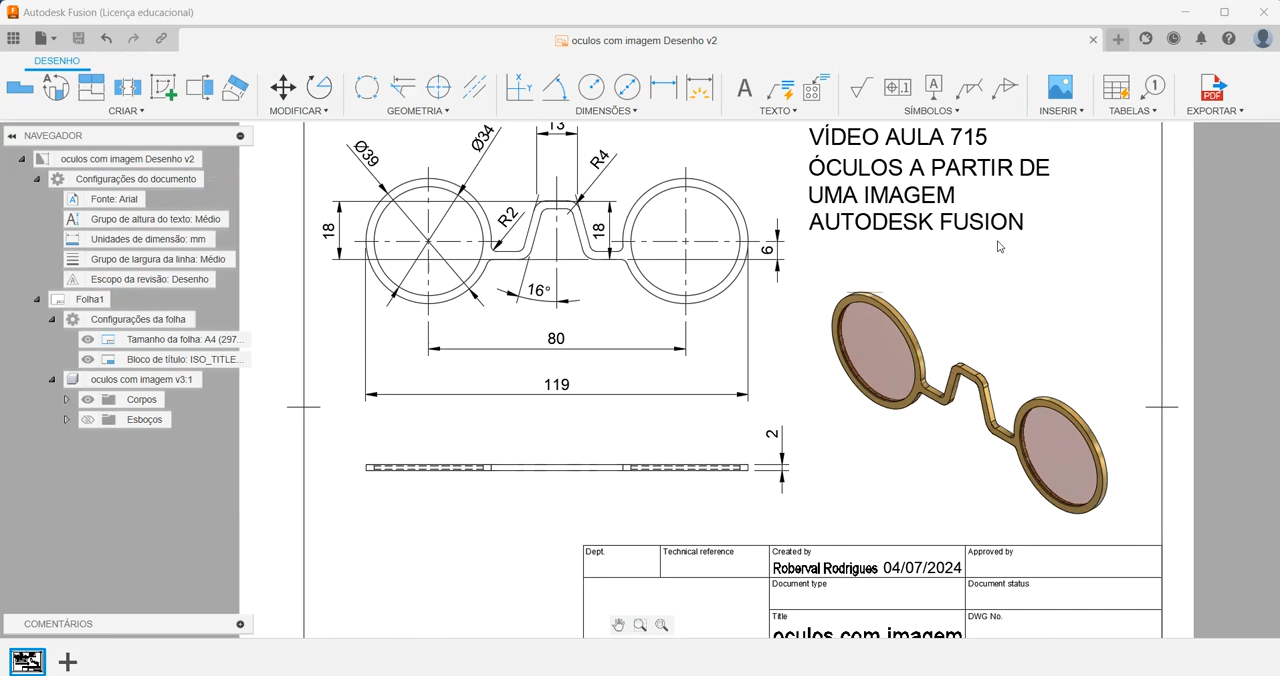 Autodesk Fusion (Licença educacional)
oculos com imagem Desenho v2
DESENHO
CRIAR
MODIFICAR
GEOMETRIA
DIMENSÕES
TEXTO
SÍMBOLOS
INSERIR
TABELAS
EXPORTAR
NAVEGADOR
oculos com imagem Desenho v2
Configurações do documento
Fonte: Arial
Grupo de altura do texto: Médio
Unidades de dimensão: mm
Grupo de largura da linha: Médio
Escopo da revisão: Desenho
Folha1
Configurações da folha
Tamanho da folha: A4 (297...
Bloco de título: ISO_TITLE...
oculos com imagem v3:1
Corpos
Esboços
COMENTÁRIOS
VÍDEO AULA 715
ÓCULOS A PARTIR DE
UMA IMAGEM
AUTODESK FUSION
Ø39
Ø34
13
R4
18
R2
18
6
16°
80
119
2
Dept.
Technical reference
Created by
Roberval Rodrigues 04/07/2024
Approved by
Document type
Document status
Title
oculos com imagem
DWG No.
PDF